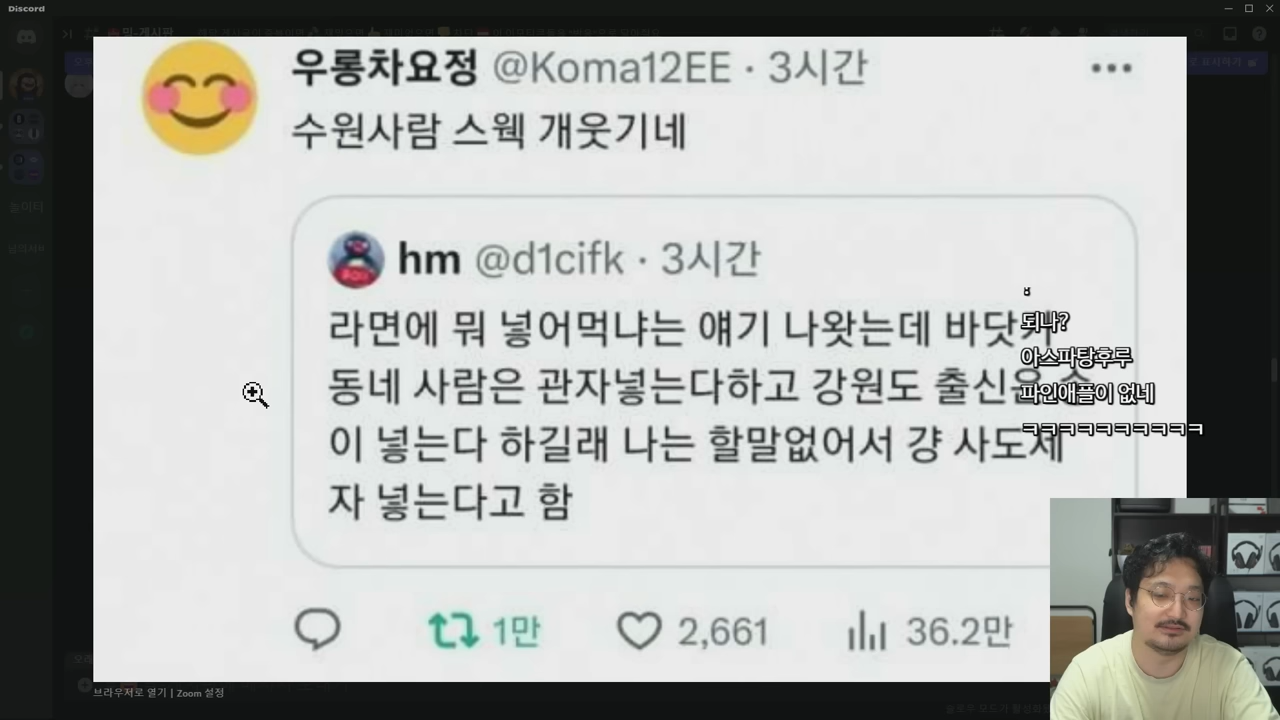 Discord
우롱차요정 @Koma12EE · 3시간
수원사람 스웩 개웃기네
hm @d1cifk · 3시간
라면에 뭐 넣어먹냐는 얘기 나왓는데 바닷가
동네 사람은 관자넣는다하고 강원도 출신은 송
이 넣는다 하길래 나는 할말없어서 걍 사도세
자 넣는다고 함
되나?
아스파탕후루
파인애플이 없네
ㅋㅋㅋㅋㅋㅋㅋㅋㅋㅋ
1만 2,661 36.2만
브라우저로 열기 | Zoom 설정